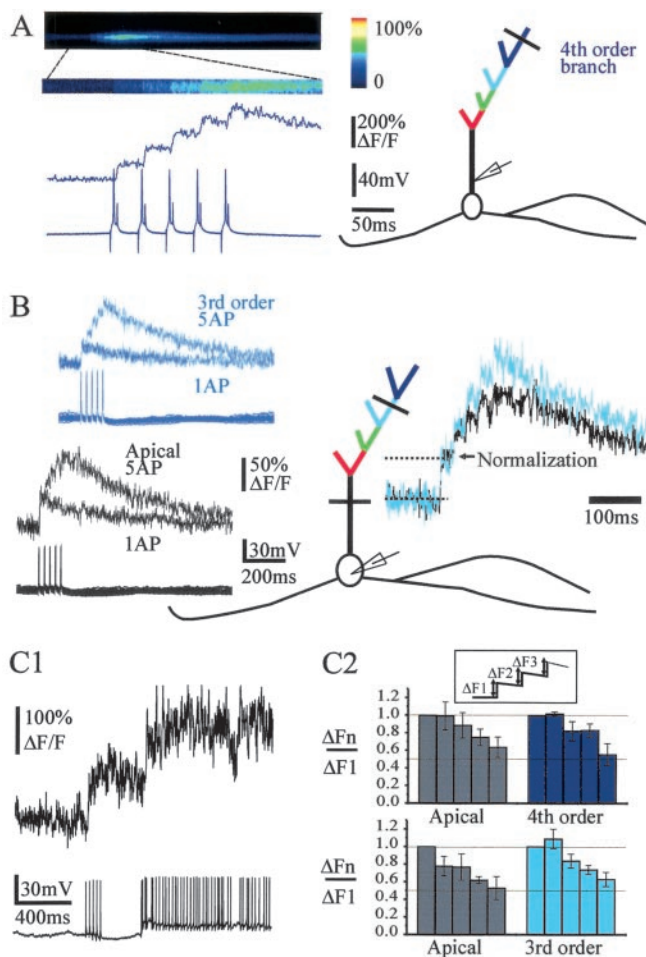 A
100%
0
4th order
branch
200%
ΔF/F
40mV
50ms
B
3rd order
5AP
1AP
Apical
5AP
1AP
50%
ΔF/F
30mV
200ms
Normalization
100ms
C1
100%
ΔF/F
30mV
400ms
C2
ΔF1 ΔF2 ΔF3
ΔFn
ΔF1
1.2
1.0
0.8
0.6
0.4
0.2
0.0
Apical 4th order
ΔFn
ΔF1
1.2
1.0
0.8
0.6
0.4
0.2
0.0
Apical 3rd order